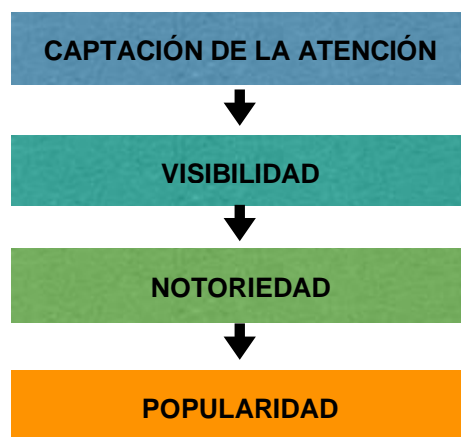 CAPTACIÓN DE LA ATENCIÓN
VISIBILIDAD
NOTORIEDAD
POPULARIDAD